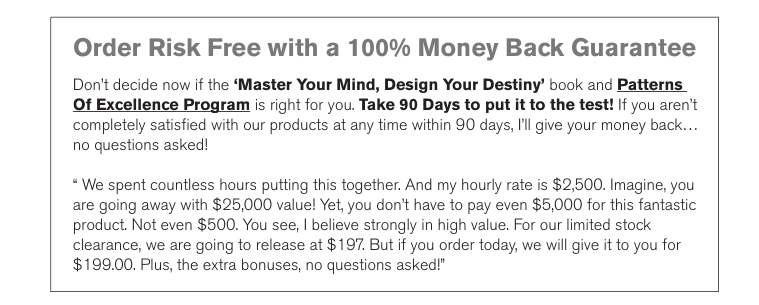 Order Risk Free with a 100% Money Back Guarantee
Don't decide now if the ‘Master Your Mind, Design Your Destiny’ book and Patterns
Of Excellence Program is right for you. Take 90 Days to put it to the test! If you aren't
completely satisfied with our products at any time within 90 days, I'll give your money back…
no questions asked!
“ We spent countless hours putting this together. And my hourly rate is $2,500. Imagine, you
are going away with $25,000 value! Yet, you don't have to pay even $5,000 for this fantastic
product. Not even $500. You see, I believe strongly in high value. For our limited stock
clearance, we are going to release at $197. But if you order today, we will give it to you for
$199.00. Plus, the extra bonuses, no questions asked!”